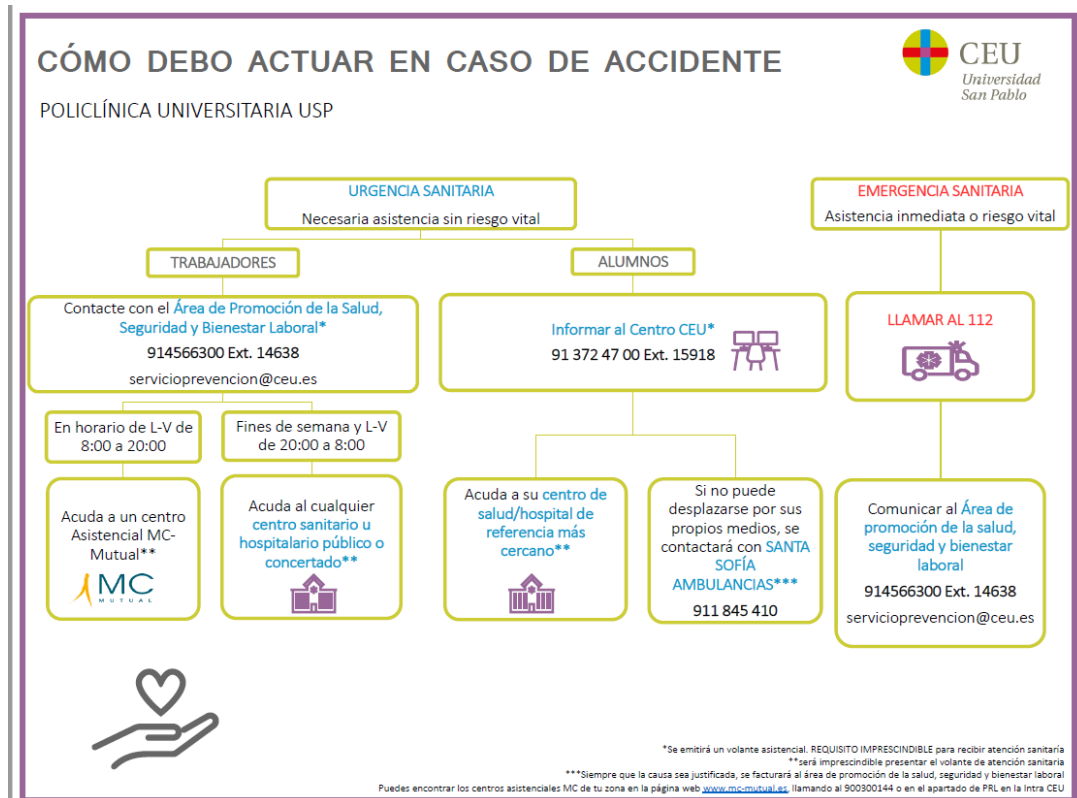 CÓMO DEBO ACTUAR EN CASO DE ACCIDENTE
CEU
Universidad
San Pablo
POLICLÍNICA UNIVERSITARIA USP
URGENCIA SANITARIA
Necesaria asistencia sin riesgo vital
EMERGENCIA SANITARIA
Asistencia inmediata o riesgo vital
TRABAJADORES
ALUMNOS
Contacte con el Área de Promoción de la Salud,
Seguridad y Bienestar Laboral*
914566300 Ext. 14638
servicioprevencion@ceu.es
Informar al Centro CEU*
91 372 47 00 Ext. 15918
LLAMAR AL 112
En horario de L-V de
8:00 a 20:00
Fines de semana y L-V
de 20:00 a 8:00
Acuda a un centro
Asistencial MC-
Mutual**
MC
MUTUAL
Acuda al cualquier
centro sanitario u
hospitalario público o
concertado**
Acuda a su centro de
salud/hospital de
referencia más
cercano**
Si no puede
desplazarse por sus
propios medios, se
contactará con SANTA
SOFÍA
AMBULANCIAS***
911 845 410
Comunicar al Área de
promoción de la salud,
seguridad y bienestar
laboral
914566300 Ext. 14638
servicioprevencion@ceu.es
*Se emitirá un volante asistencial. REQUISITO IMPRESCINDIBLE para recibir atención sanitaría
**será imprescindible presentar el volante de atención sanitaria
***Siempre que la causa sea justificada, se facturará al área de promoción de la salud, seguridad y bienestar laboral
Puedes encontrar los centros asistenciales MC de tu zona en la página web www.mc-mutual.es, llamando al 900300144 o en el apartado de PRL en la Intra CEU